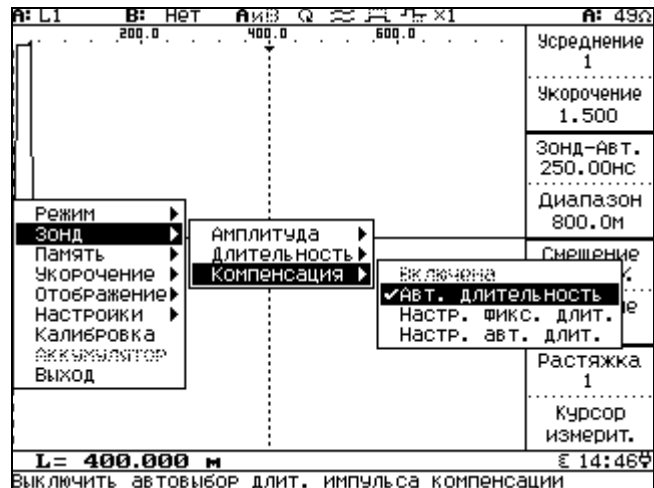 A: L1 B: Нет АиВ ×1 A: 49Ω
200.0 400.0 600.0
Усреднение
1
Укорочение
1.500
Зонд-Авт.
250.00нс
Диапазон
800.0м
Смещение
Растяжка
1
Курсор
измерит.
Режим
Зонд
Память
Укорочение
Отображение
Настройки
Калибровка
Аккумулятор
Выход
Амплитуда
Длительность
Компенсация
Включена
✓Авт. длительность
Настр. фикс. длит.
Настр. авт. длит.
L= 400.000 м
14:46
Выключить автовыбор длит. импульса компенсации